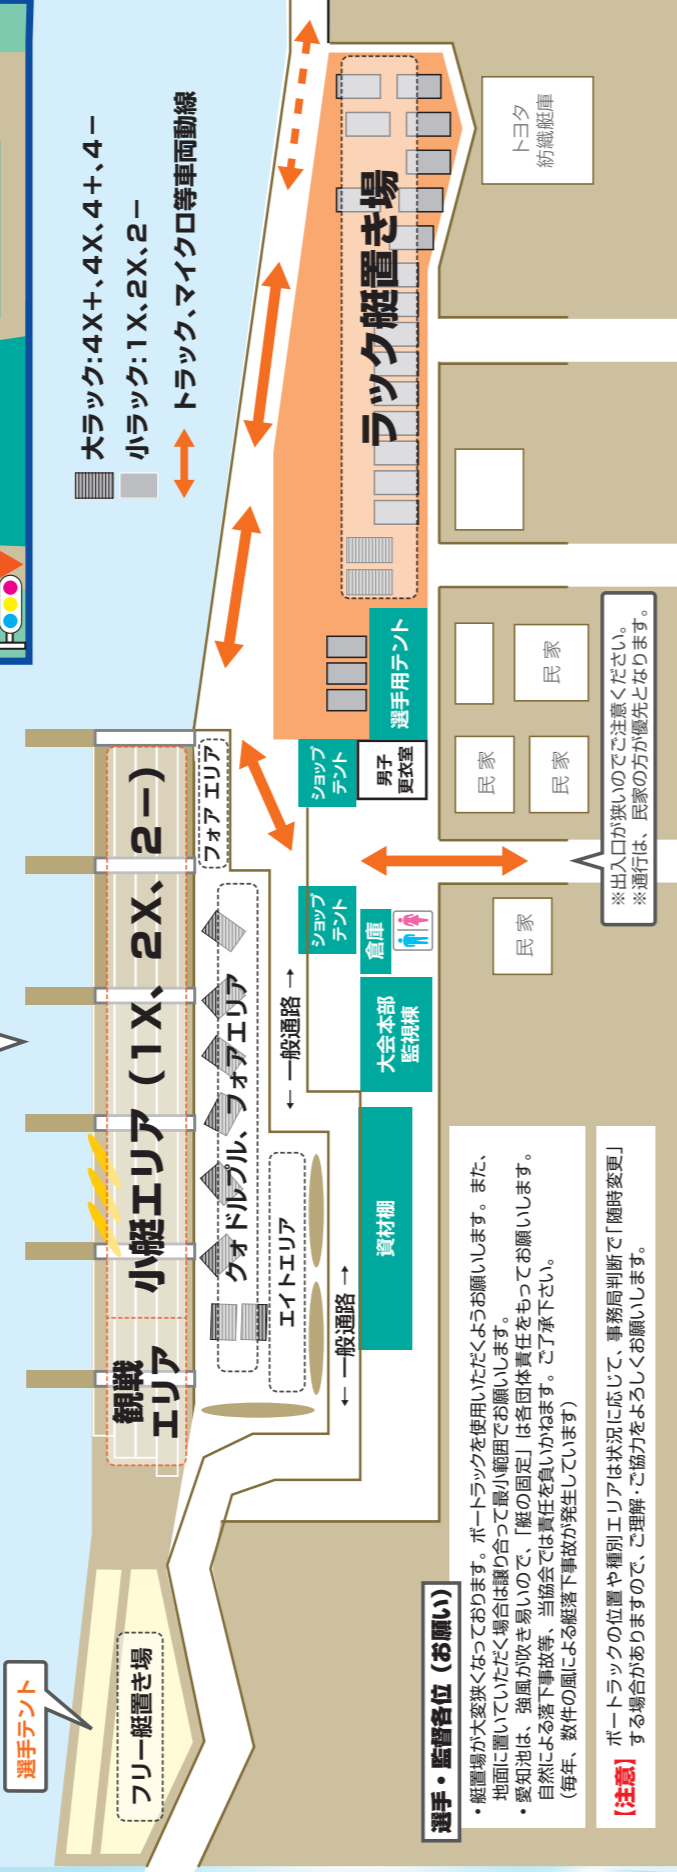 選手テント
フリー艇置き場
観戦
エリア
小艇エリア（1X、2X、2－）
フォア エリア
クォドルプル、フォアエリア
エイトエリア
← 一般通路 →
← 一般通路 →
資材棚
大会本部
監視棟
倉庫
ショップ
テント
ショップ
テント
男子
更衣室
選手用テント
ラック艇置き場
大ラック:4X＋、4X、4＋、4－
小ラック:1X、2X、2－
トラック、マイクロ等車両動線
トヨタ
紡織艇庫
民家
民家
民家
民家
※出入口が狭いのでご注意ください。
※通行は、民家の方が優先となります。
選手・監督各位（お願い）
・艇置場が大変狭くなっております。ボートラックを使用いただくようお願いします。また、
地面に置いていただく場合は譲り合って最小範囲でお願いします。
・愛知池は、強風が吹き易いので、「艇の固定」は各団体責任をもってお願いします。
自然による落下事故等、当協会では責任を負いかねます。ご了承下さい。
（毎年、数件の風による艇落下事故が発生しています）
【注意】ボートラックの位置や種別エリアは状況に応じて、事務局判断で「随時変更」
する場合がありますので、ご理解・ご協力をよろしくお願いします。